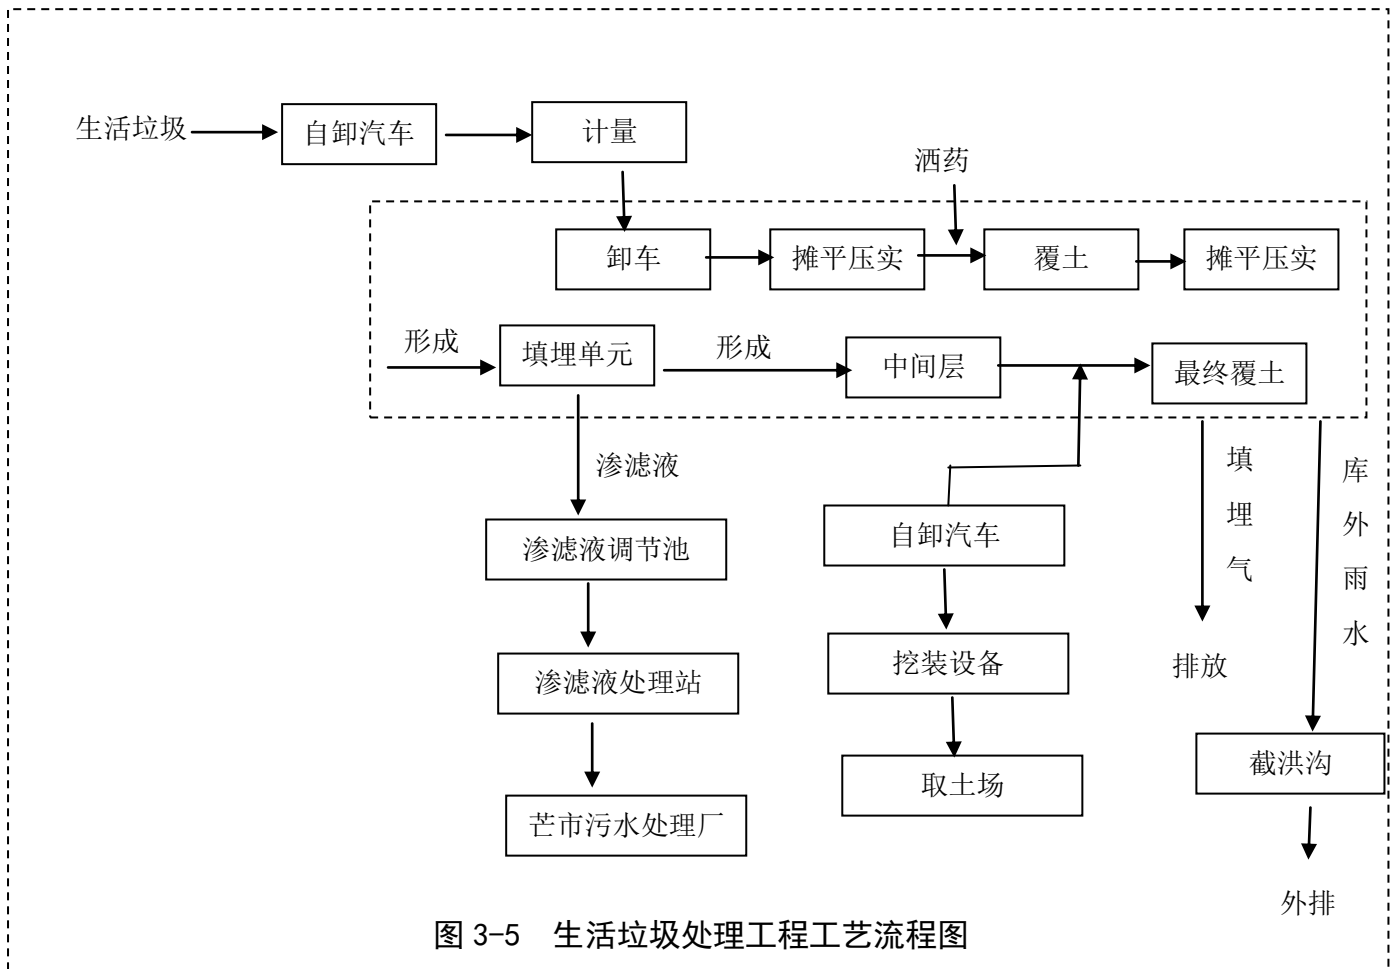 生活垃圾
自卸汽车
计量
洒药
卸车
摊平压实
覆土
摊平压实
形成
填埋单元
形成
中间层
最终覆土
渗滤液
填埋气
库外雨水
渗滤液调节池
自卸汽车
渗滤液处理站
挖装设备
排放
截洪沟
取土场
芒市污水处理厂
外排
图 3-5 生活垃圾处理工程工艺流程图